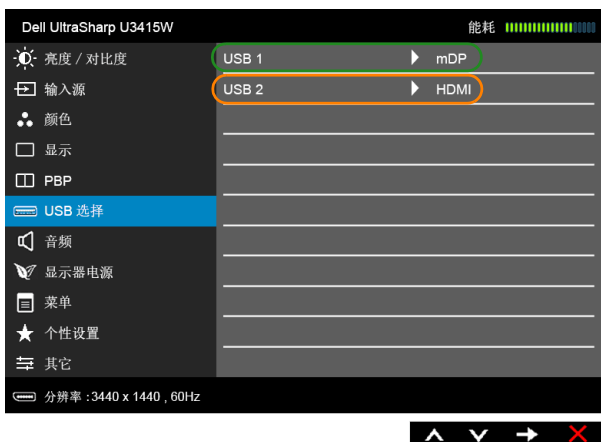 Dell UltraSharp U3415W 能耗
亮度 / 对比度 USB 1 mDP
输入源 USB 2 HDMI
颜色
显示
PBP
USB 选择
音频
显示器电源
菜单
个性设置
其它
分辨率 :3440 x 1440 , 60Hz